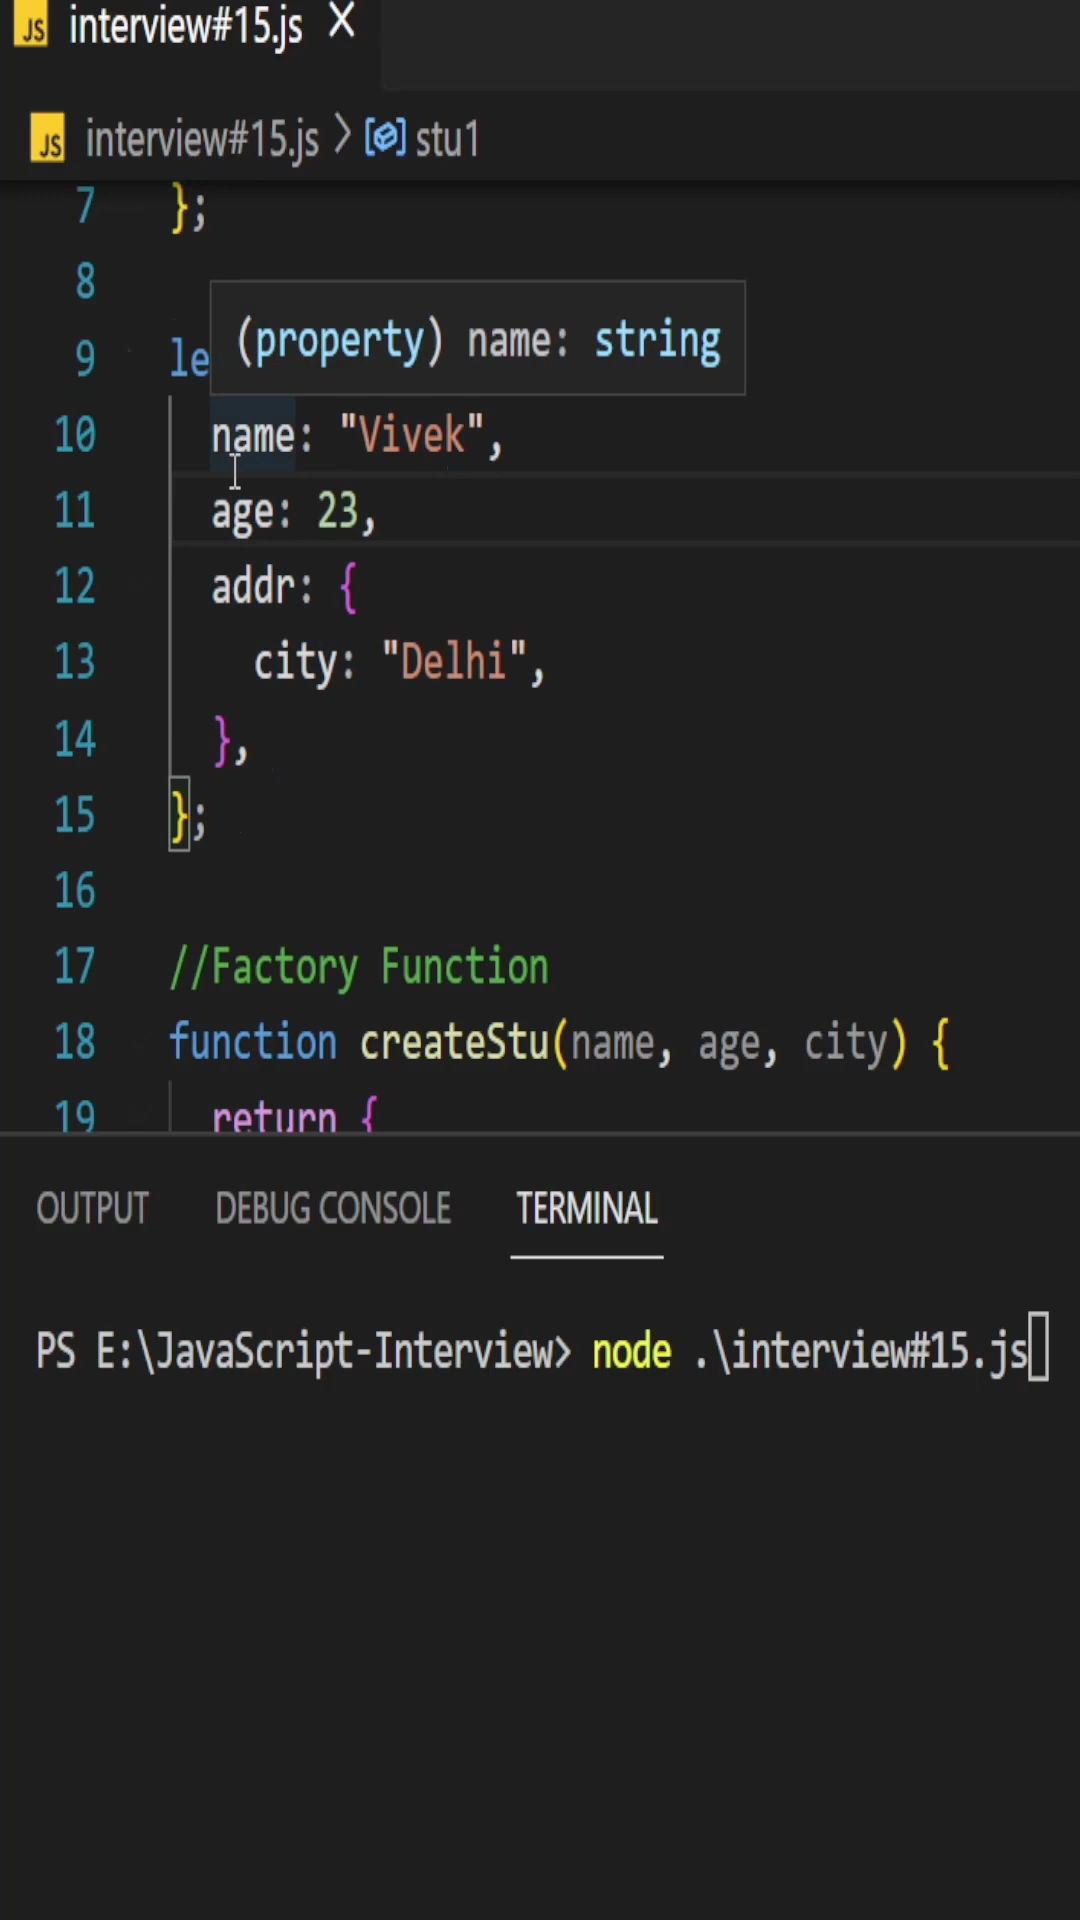 JS interview#15.js X
JS interview#15.js > stu1
7 };
8
(property) name: string
9 le
10 name: "Vivek",
11 age: 23,
12 addr: {
13 city: "Delhi",
14 },
15 };
16
17 //Factory Function
18 function createStu(name, age, city) {
19 return {
OUTPUT DEBUG CONSOLE TERMINAL
PS E:\JavaScript-Interview> node .\interview#15.js